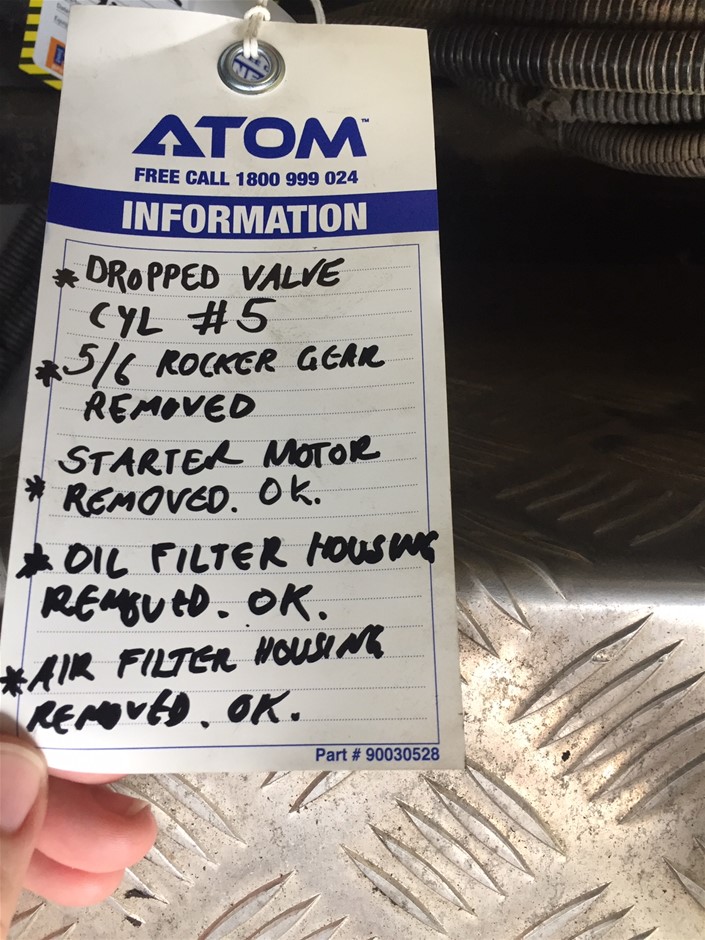 ATOM™
FREE CALL 1800 999 024
INFORMATION
* DROPPED VALVE
CYL #5
* 5/6 ROCKER GEAR
REMOVED
STARTER MOTOR
* REMOVED. OK.
* OIL FILTER HOUSING
REMOVED. OK.
* AIR FILTER HOUSING
REMOVED. OK.
Part # 90030528